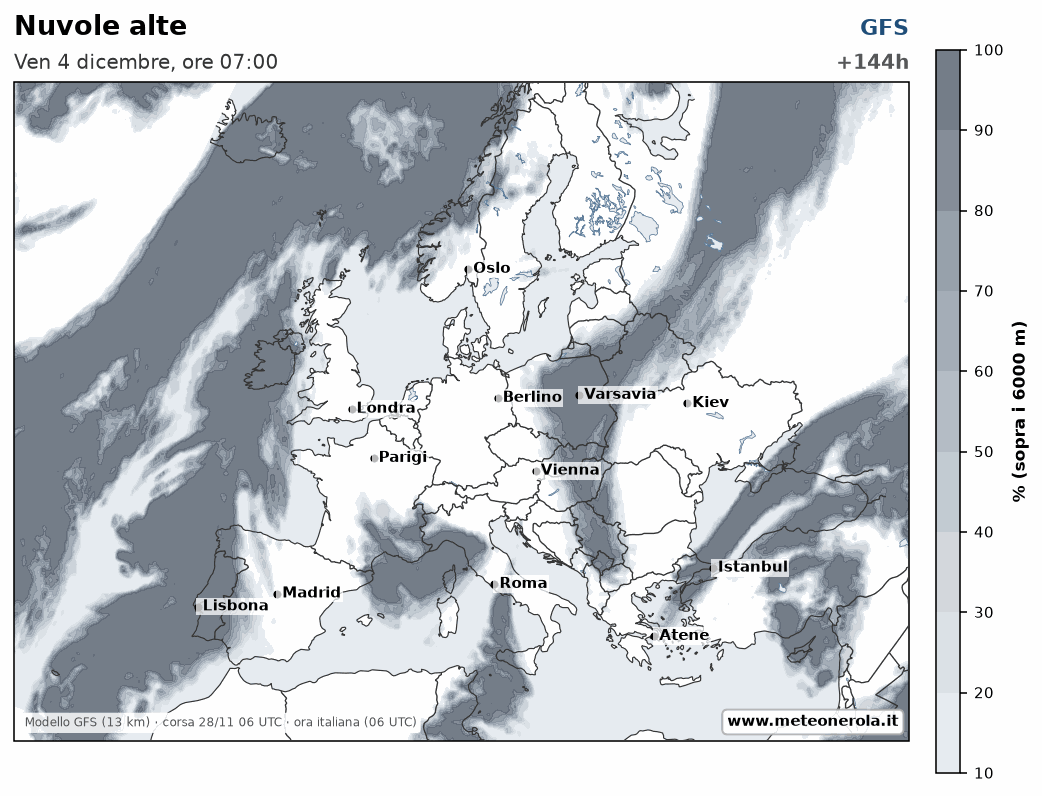 Nuvole alte
GFS
Ven 4 dicembre, ore 07:00
+144h
Oslo
Londra
Berlino
Varsavia
Kiev
Parigi
Vienna
Istanbul
Roma
Madrid
Lisbona
Atene
Modello GFS (13 km) · corsa 28/11 06 UTC · ora italiana (06 UTC)
www.meteonerola.it
100
90
80
70
60
50
40
30
20
10
% (sopra i 6000 m)